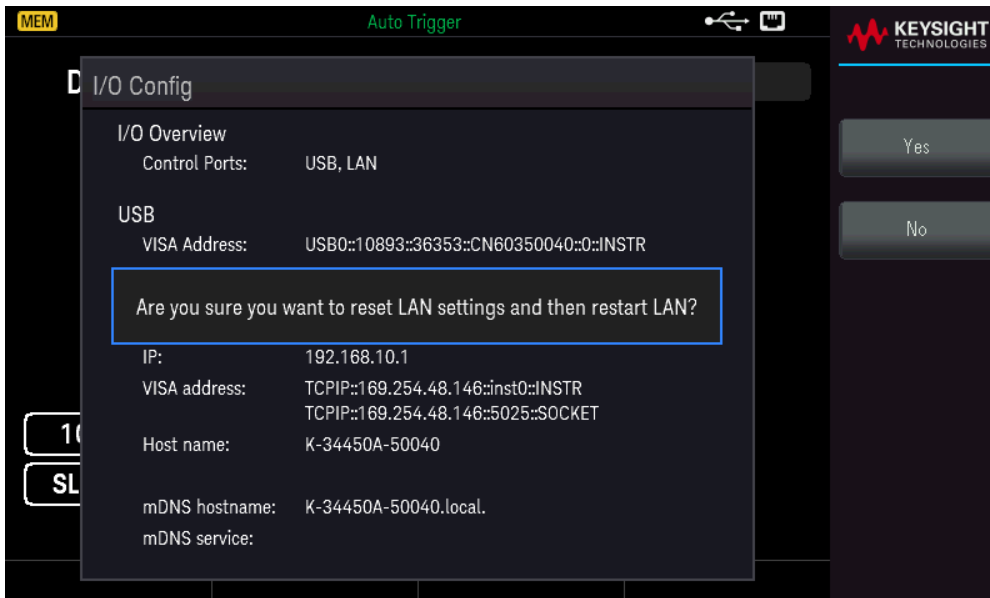 MEM
Auto Trigger
KEYSIGHT
TECHNOLOGIES
D
I/O Config
I/O Overview
Control Ports: USB, LAN
Yes
USB
No
VISA Address: USB0::10893::36353::CN60350040::0::INSTR
Are you sure you want to reset LAN settings and then restart LAN?
IP: 192.168.10.1
VISA address: TCPIP::169.254.48.146::inst0::INSTR
TCPIP::169.254.48.146::5025::SOCKET
10
Host name: K-34450A-50040
SL
mDNS hostname: K-34450A-50040.local.
mDNS service: